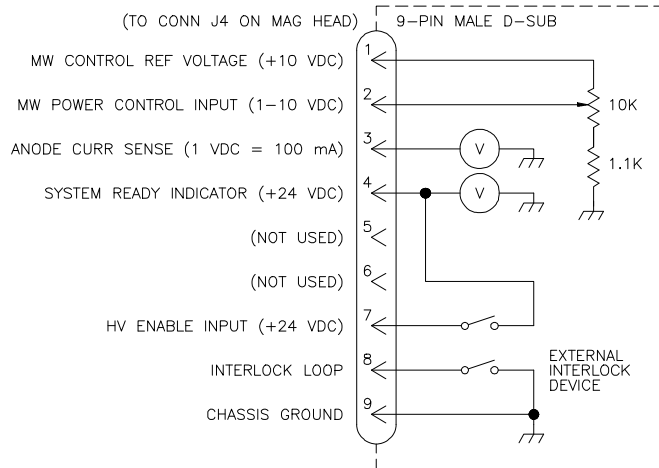 (TO CONN J4 ON MAG HEAD) 9-PIN MALE D-SUB
MW CONTROL REF VOLTAGE (+10 VDC) 1
MW POWER CONTROL INPUT (1-10 VDC) 2
10K
ANODE CURR SENSE (1 VDC = 100 mA) 3 V
1.1K
SYSTEM READY INDICATOR (+24 VDC) 4 V
(NOT USED) 5
(NOT USED) 6
HV ENABLE INPUT (+24 VDC) 7
INTERLOCK LOOP 8
EXTERNAL
INTERLOCK
DEVICE
CHASSIS GROUND 9